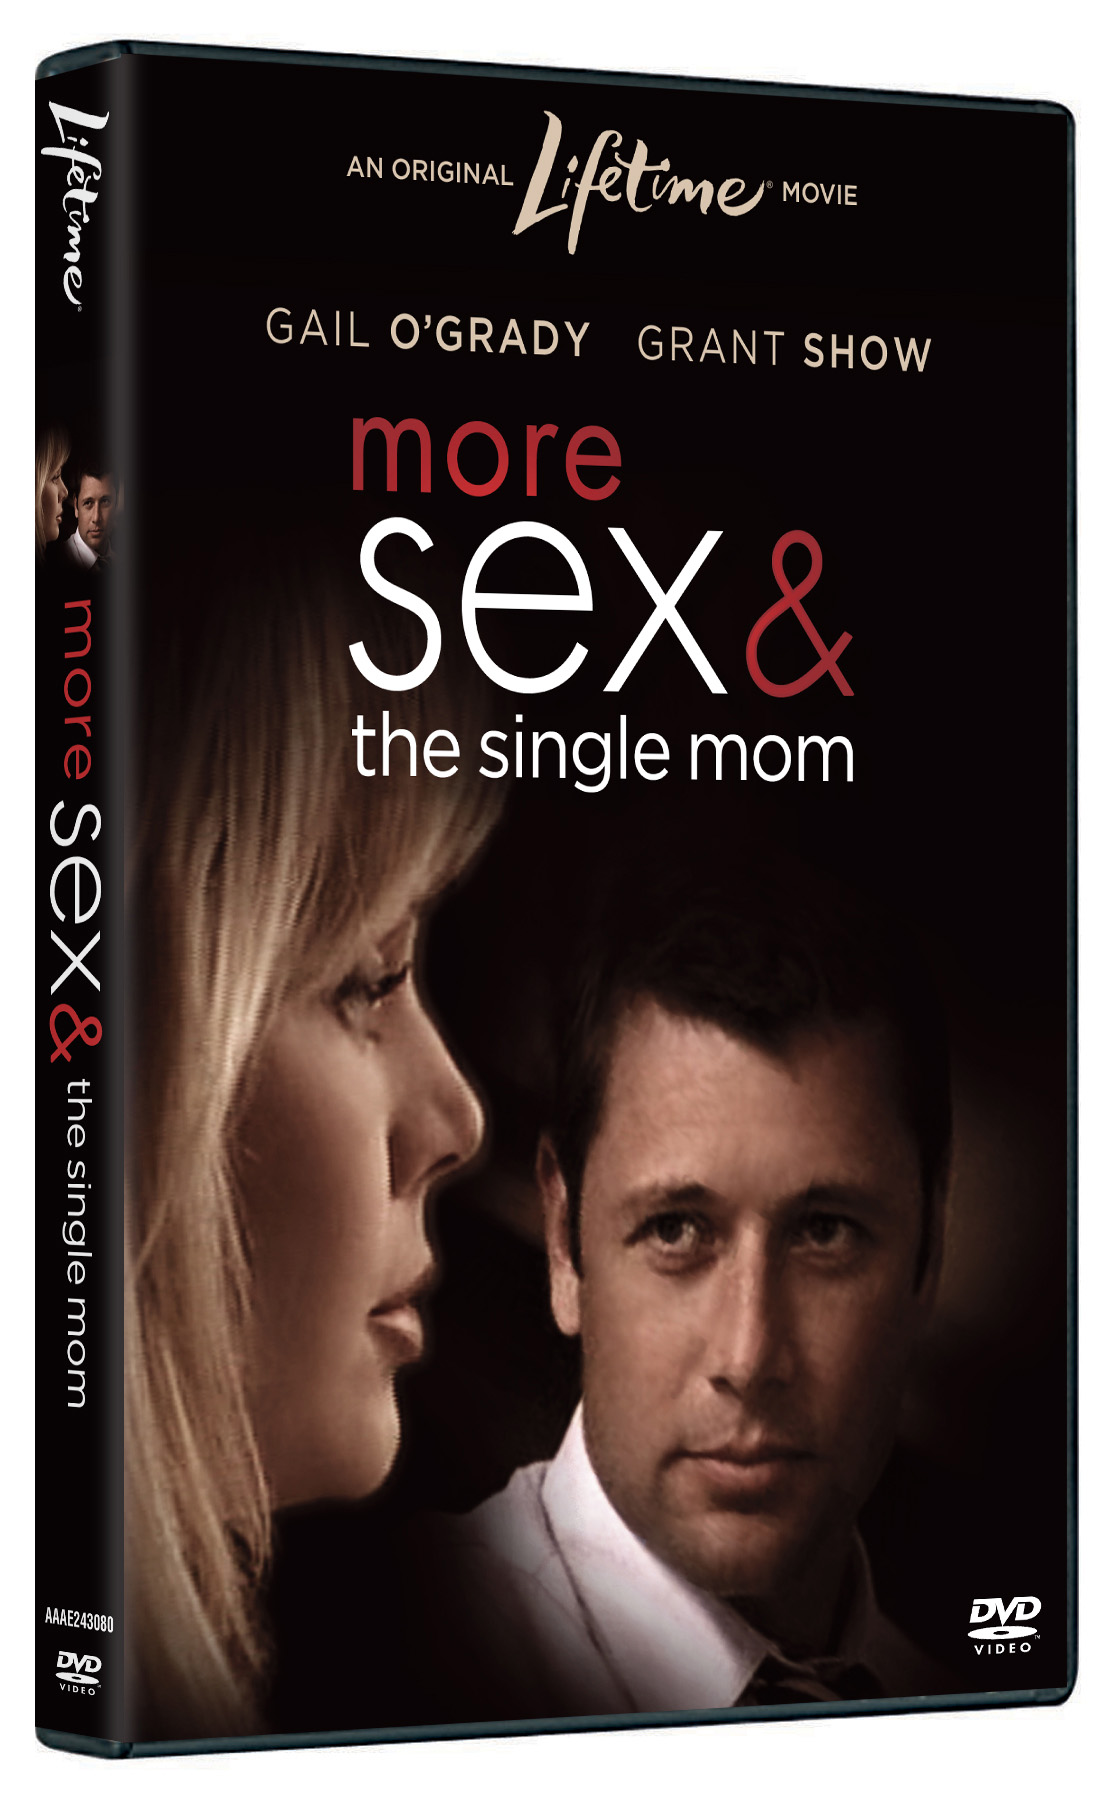 Lifetime®
more sex & the single mom
AAAE243080
DVD
VIDEO
AN ORIGINAL Lifetime® MOVIE
GAIL O'GRADY GRANT SHOW
more
sex &
the single mom
DVD
VIDEO™